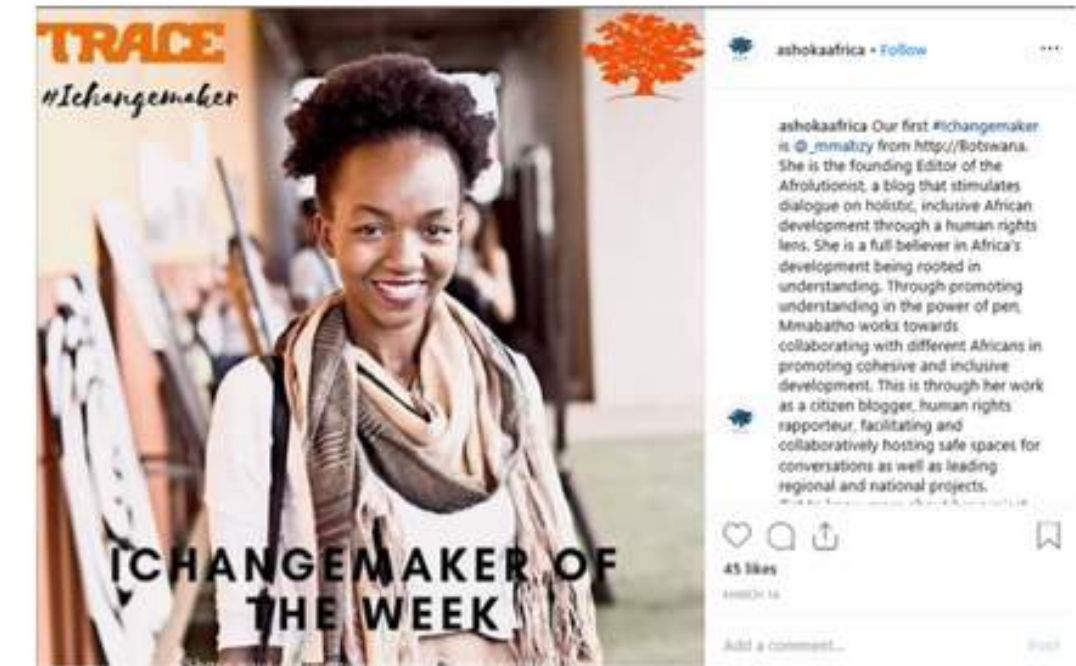 TRACE
#Ichangemaker
ICHANGEMAKER OF
THE WEEK
ashokaafrica • Follow
ashokaafrica Our first #Ichangemaker
is @_mmabzy from http://Botswana.
She is the founding Editor of the
Afrolutionist, a blog that stimulates
dialogue on holistic, inclusive African
development through a human rights
lens. She is a full believer in Africa's
development being rooted in
understanding. Through promoting
understanding in the power of pen,
Mmabatho works towards
collaborating with different Africans in
promoting cohesive and inclusive
development. This is through her work
as a citizen blogger, human rights
rapporteur, facilitating and
collaboratively hosting safe spaces for
conversations as well as leading
regional and national projects.
45 likes
MARCH 14
Add a comment...
Post